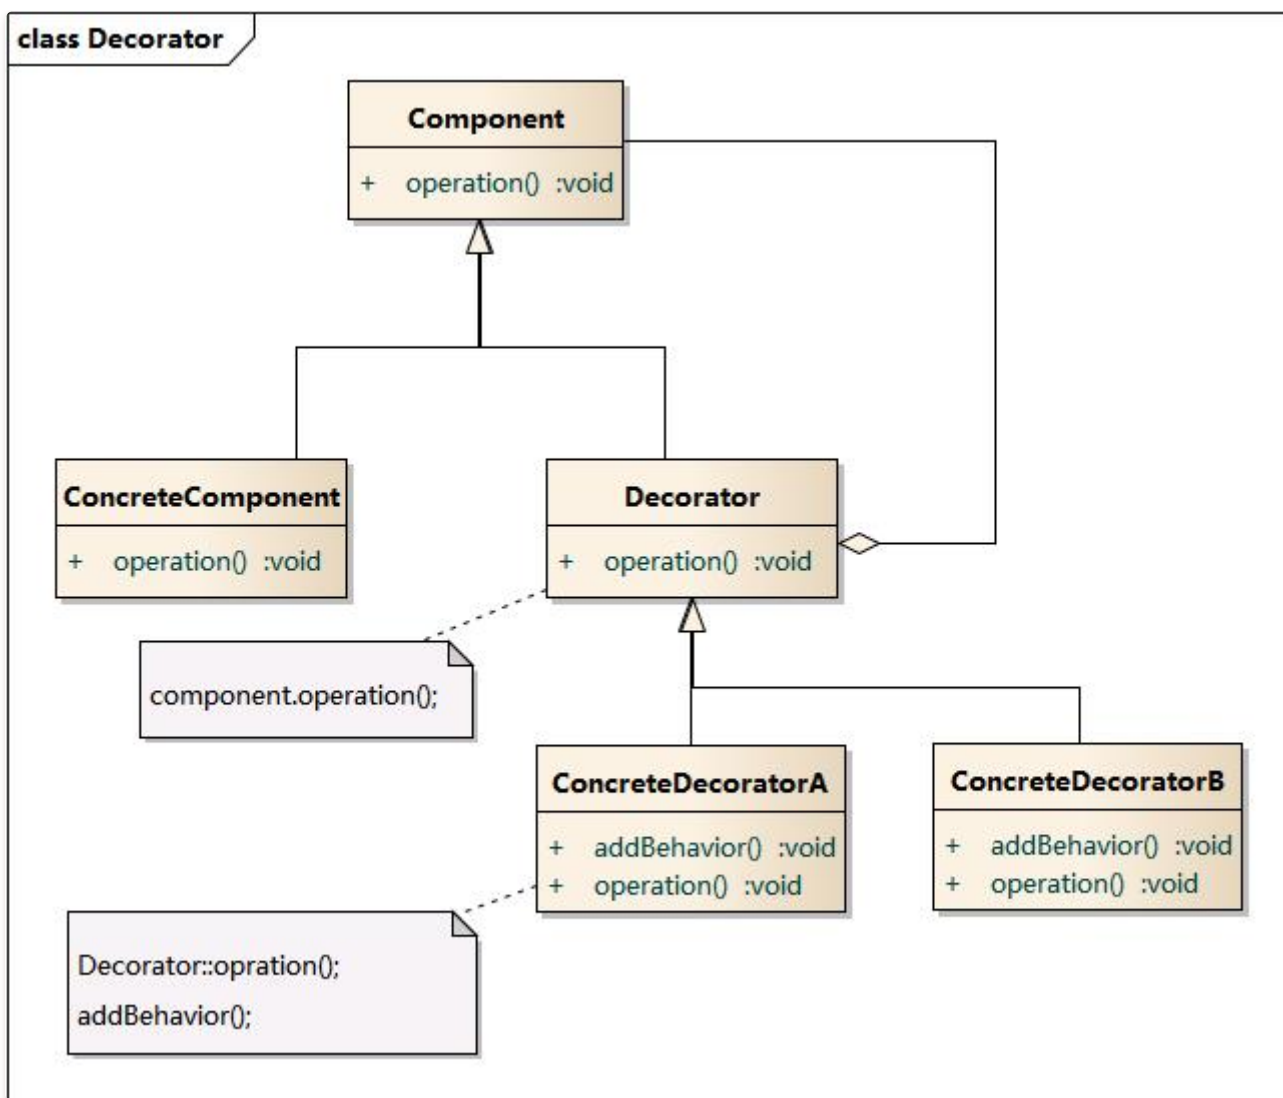 class Decorator
Component
+ operation() :void
ConcreteComponent
+ operation() :void
Decorator
+ operation() :void
component.operation();
ConcreteDecoratorA
+ addBehavior() :void
+ operation() :void
ConcreteDecoratorB
+ addBehavior() :void
+ operation() :void
Decorator::opration();
addBehavior();